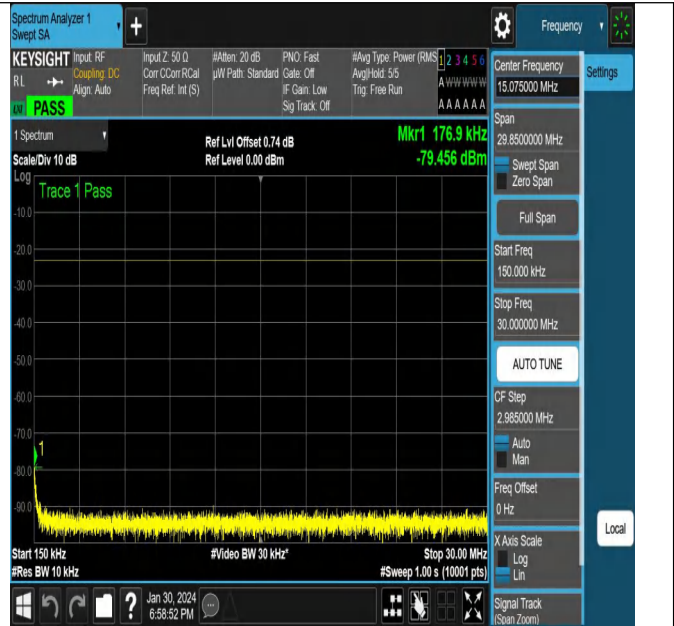 Spectrum Analyzer 1
Swept SA
+
Frequency
KEYSIGHT
RL
LXI PASS
Input: RF
Coupling: DC
Align: Auto
Input Z: 50 Ω
Corr CCorr RCal
Freq Ref: Int (S)
#Atten: 20 dB
µW Path: Standard
PNO: Fast
Gate: Off
IF Gain: Low
Sig Track: Off
#Avg Type: Power (RMS
Avg|Hold: 5/5
Trig: Free Run
1 2 3 4 5 6
A W W W W W
A A A A A A
1 Spectrum
Scale/Div 10 dB
Log
Ref Lvl Offset 0.74 dB
Ref Level 0.00 dBm
Mkr1 176.9 kHz
-79.456 dBm
Trace 1 Pass
-10.0
-20.0
-30.0
-40.0
-50.0
-60.0
-70.0
1
-80.0
-90.0
Start 150 kHz
#Res BW 10 kHz
#Video BW 30 kHz*
Stop 30.00 MHz
#Sweep 1.00 s (10001 pts)
Center Frequency
15.075000 MHz
Span
29.8500000 MHz
Swept Span
Zero Span
Full Span
Start Freq
150.000 kHz
Stop Freq
30.000000 MHz
AUTO TUNE
CF Step
2.985000 MHz
Auto
Man
Freq Offset
0 Hz
X Axis Scale
Log
Lin
Signal Track
(Span Zoom)
Settings
Local
?
Jan 30, 2024
6:58:52 PM